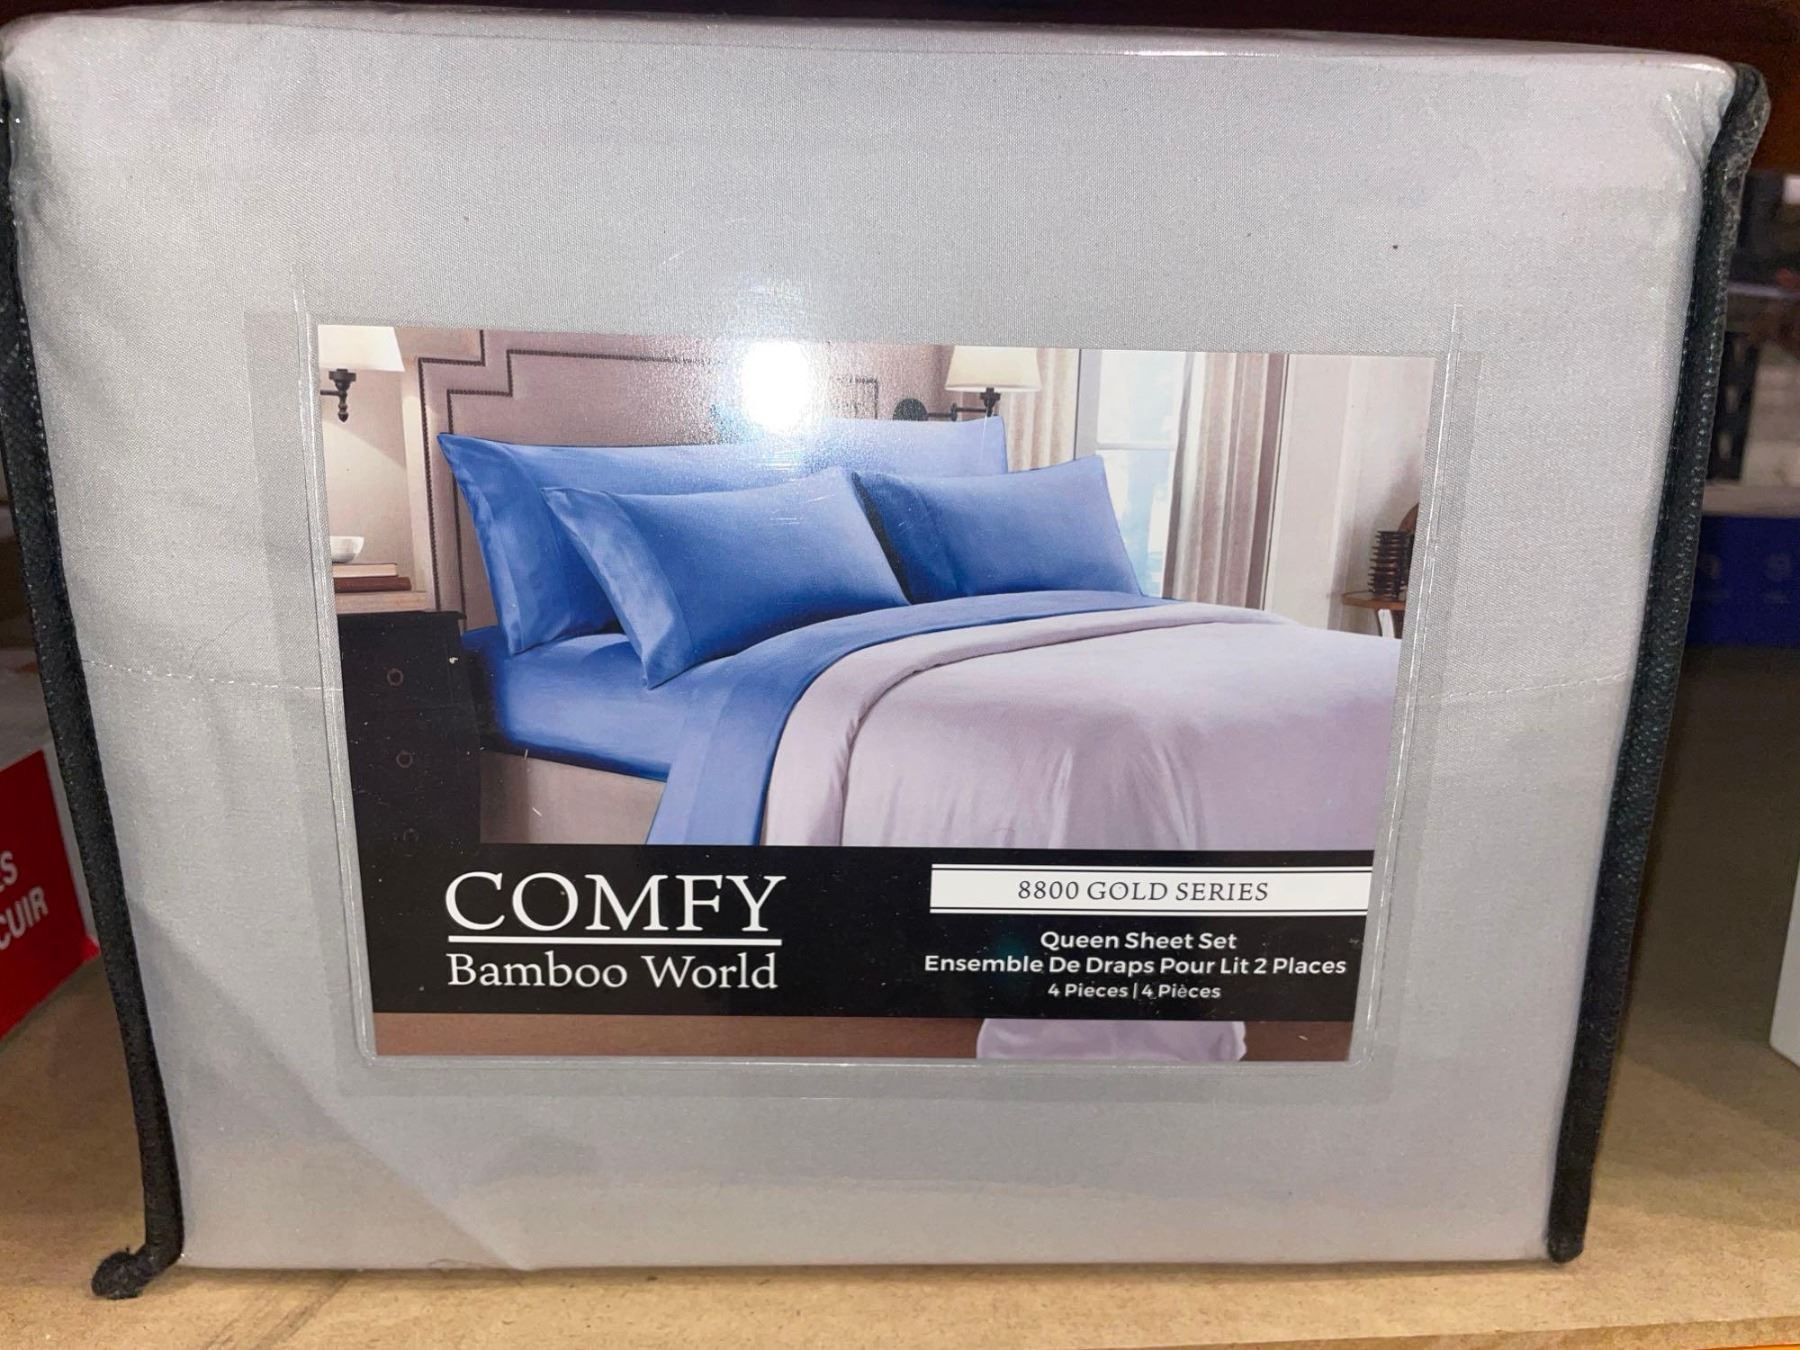 COMFY
Bamboo World
8800 GOLD SERIES
Queen Sheet Set
Ensemble De Draps Pour Lit 2 Places
4 Pieces | 4 Pièces
CUIR